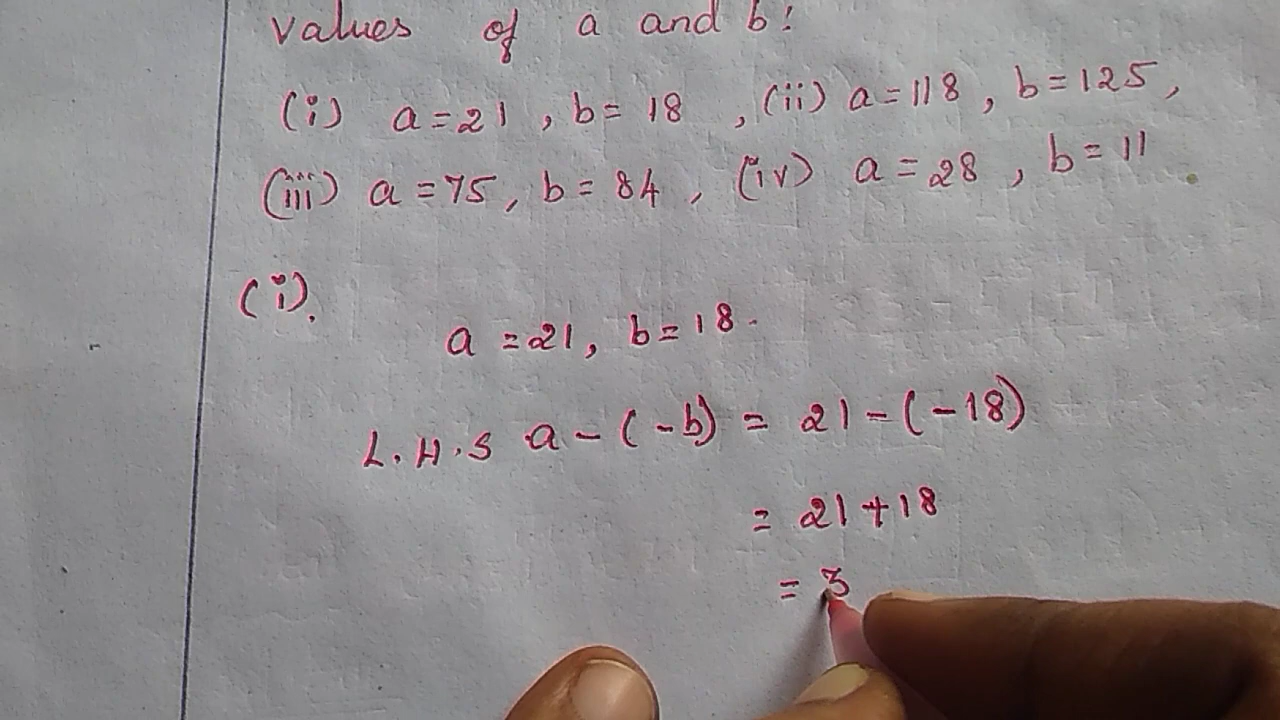 values of a and b:
(i) a = 21 , b = 18 , (ii) a = 118 , b = 125 ,
(iii) a = 75 , b = 84 , (iv) a = 28 , b = 11
(i).
a = 21, b = 18.
L.H.S a - (-b) = 21 - (-18)
= 21 + 18
= 3